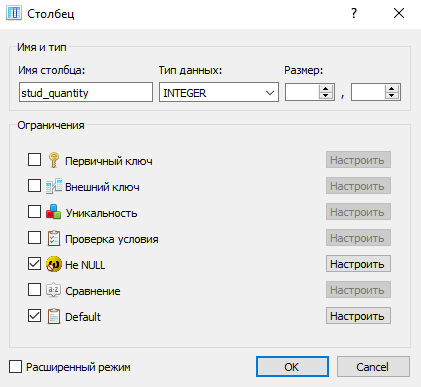 Столбец
?
Имя и тип
Имя столбца: Тип данных: Размер:
stud_quantity INTEGER ,
Ограничения
Первичный ключ Настроить
Внешний ключ Настроить
Уникальность Настроить
Проверка условия Настроить
Не NULL Настроить
a-z Сравнение Настроить
Default Настроить
Расширенный режим OK Cancel